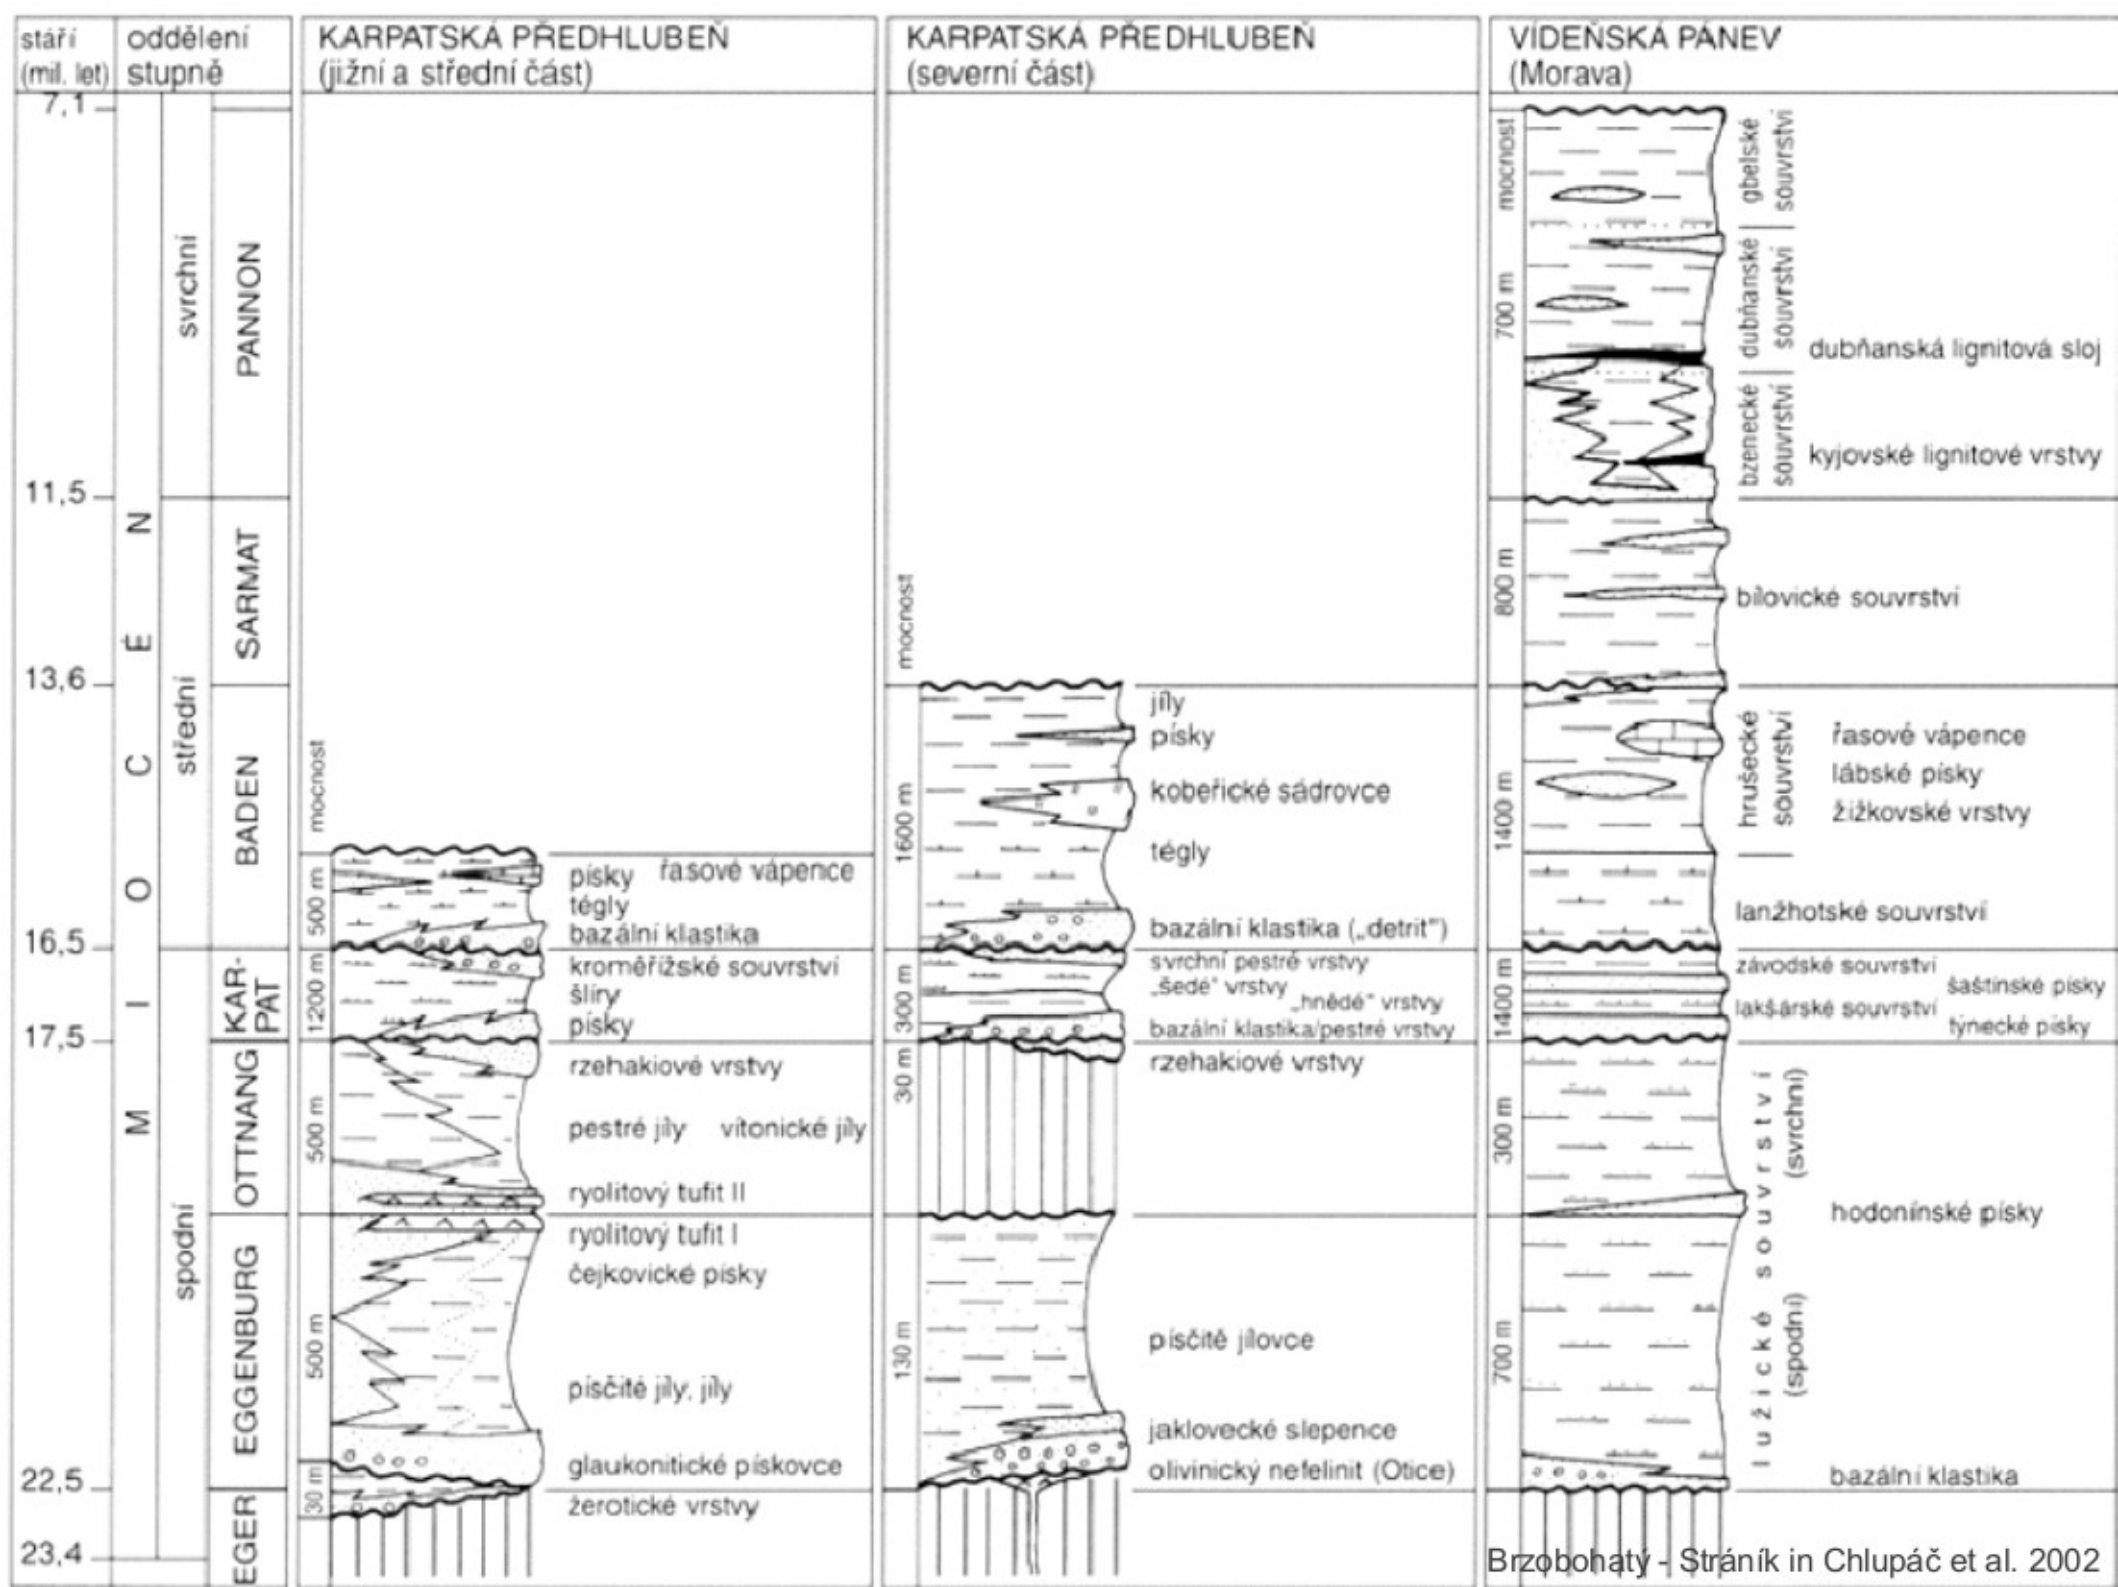 stáří
(mil. let)
oddělení
stupně
KARPATSKÁ PŘEDHLUBEŇ
(jižní a střední část)
KARPATSKÁ PŘEDHLUBEŇ
(severní část)
VÍDEŇSKÁ PÁNEV
(Morava)
7,1
11,5
13,6
16,5
17,5
22,5
23,4
MIOCÉN
svrchní
střední
spodní
PANNON
SARMAT
BADEN
KAR-
PAT
OTTNANG
EGGENBURG
EGER
mocnost
500 m
1200 m
500 m
500 m
30 m
písky řasové vápence
tégly
bazální klastika
kroměřížské souvrství
šlíry
písky
rzehakiové vrstvy
pestré jíly vítonické jíly
ryolitový tufit II
ryolitový tufit I
čejkovické písky
písčité jíly, jíly
glaukonitické pískovce
žerotické vrstvy
mocnost
1600 m
300 m
30 m
130 m
jíly
písky
kobeřické sádrovce
tégly
bazální klastika („detrit")
svrchní pestré vrstvy
„šedé" vrstvy „hnědé" vrstvy
bazální klastika/pestré vrstvy
rzehakiové vrstvy
písčité jílovce
jaklovecké slepence
olivinický nefelinit (Otice)
mocnost
700 m
800 m
1400 m
1400 m
300 m
700 m
gbelské
souvrství
dubňanské
souvrství
dubňanská lignitová sloj
bzenecké
souvrství
kyjovské lignitové vrstvy
bílovické souvrství
hrušecké
souvrství
řasové vápence
lábské písky
žižkovské vrstvy
lanžhotské souvrství
závodské souvrství
šaštínské písky
lakšárské souvrství
týnecké písky
lužické souvrství
(svrchní)
(spodní)
hodonínské písky
bazální klastika
Brzobohatý - Stráník in Chlupáč et al. 2002